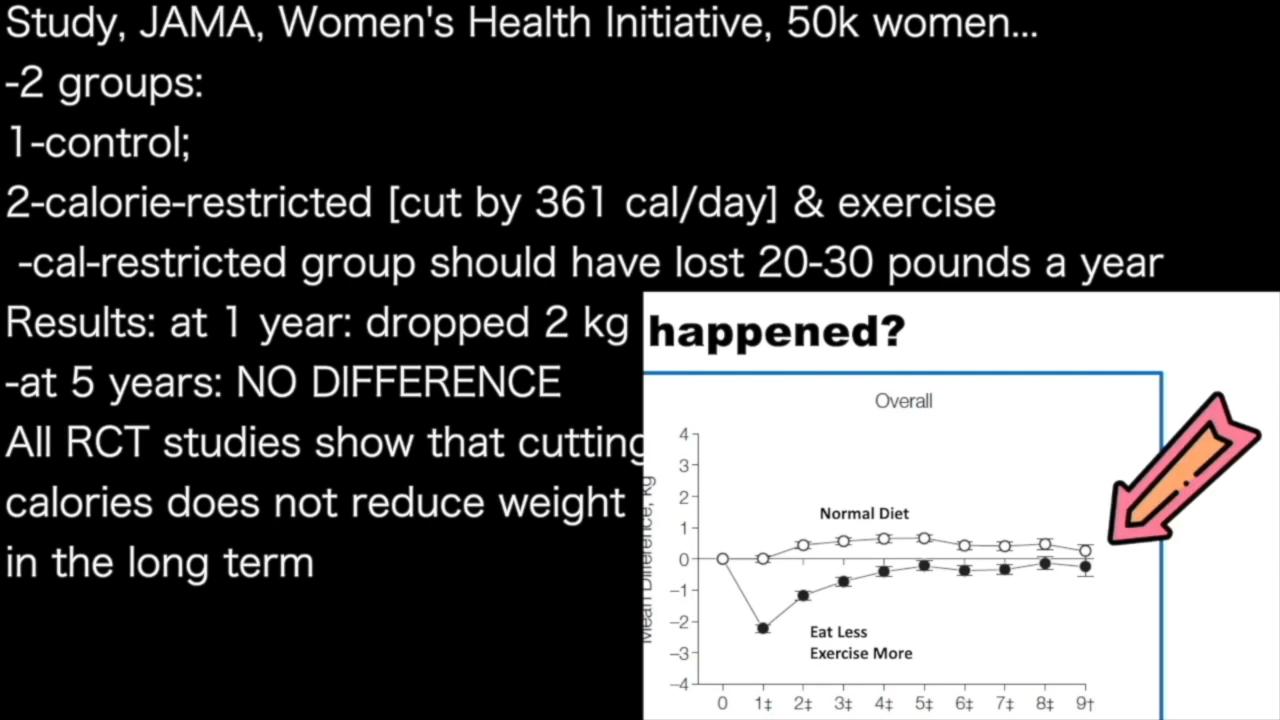 Study, JAMA, Women's Health Initiative, 50k women...
-2 groups:
1-control;
2-calorie-restricted [cut by 361 cal/day] & exercise
-cal-restricted group should have lost 20-30 pounds a year
Results: at 1 year: dropped 2 kg
-at 5 years: NO DIFFERENCE
All RCT studies show that cutting
calories does not reduce weight
in the long term
happened?
Overall
Mean Difference, kg
4
3
2
1
0
−1
−2
−3
−4
Normal Diet
Eat Less
Exercise More
0 1‡ 2‡ 3‡ 4‡ 5‡ 6‡ 7‡ 8‡ 9†